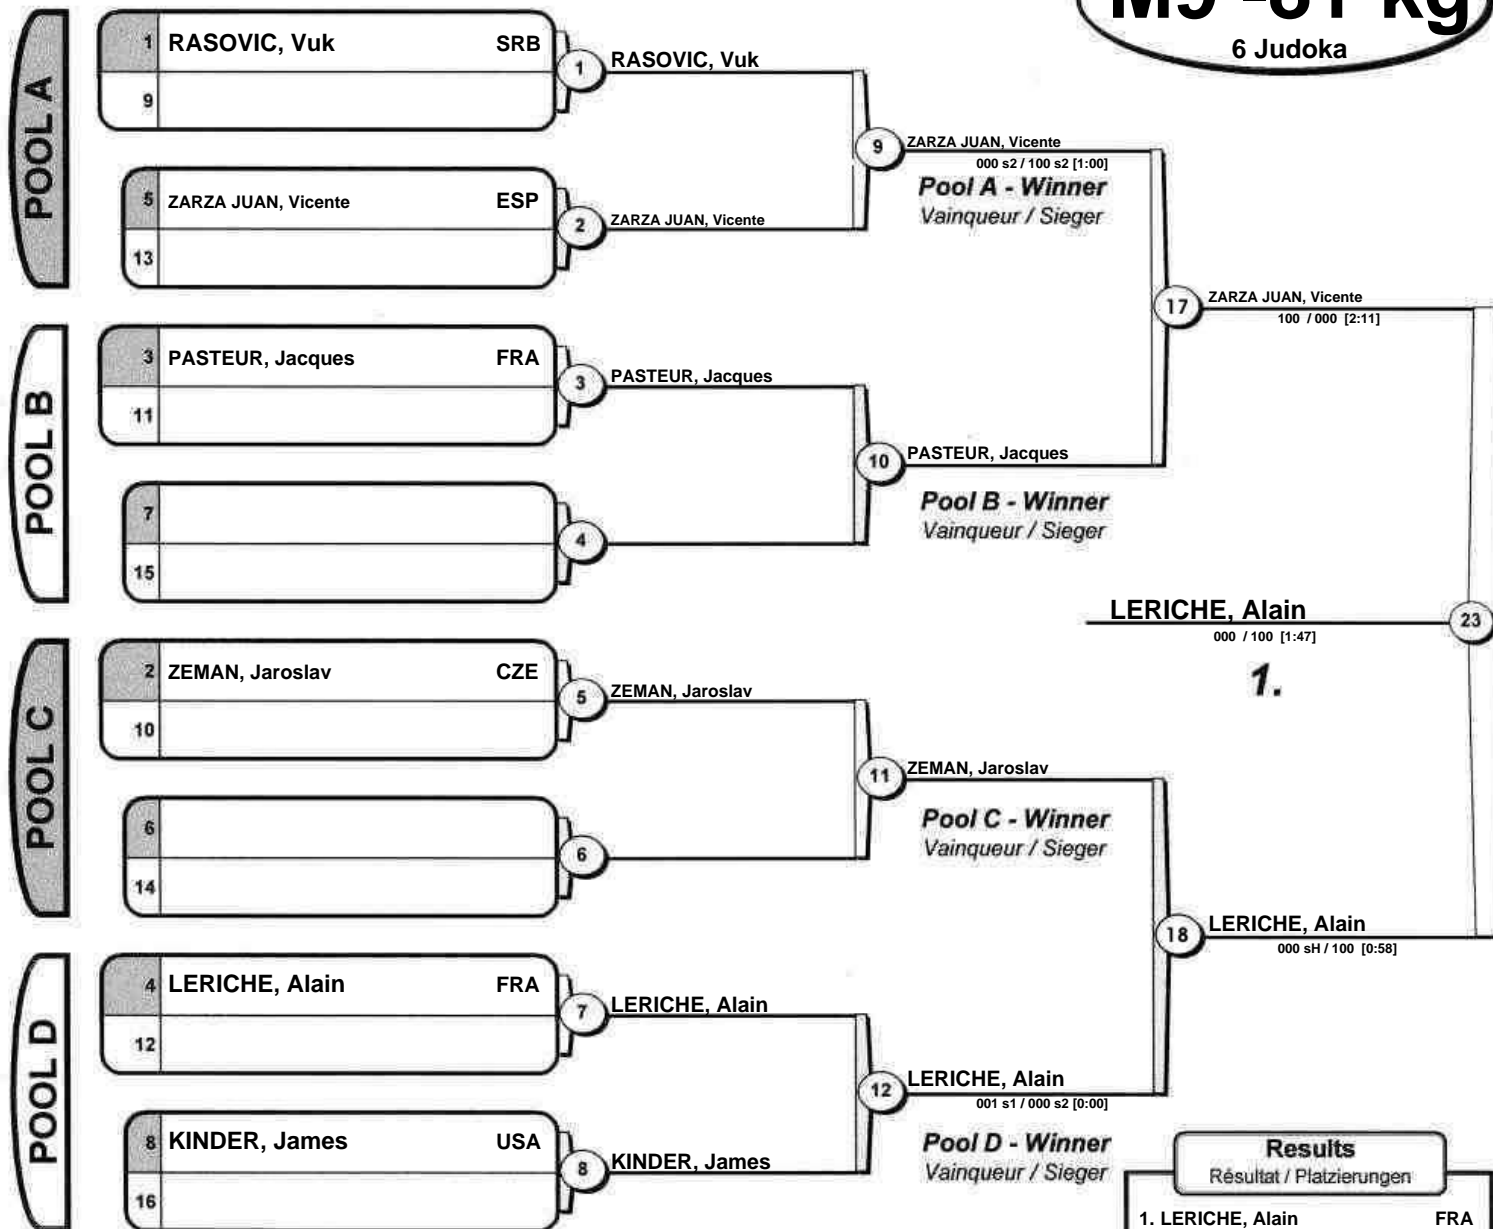 M9 -81 kg
6 Judoka
POOL A
1 RASOVIC, Vuk SRB
9
5 ZARZA JUAN, Vicente ESP
13
1 RASOVIC, Vuk
2 ZARZA JUAN, Vicente
9 ZARZA JUAN, Vicente
000 s2 / 100 s2 [1:00]
Pool A - Winner
Vainqueur / Sieger
POOL B
3 PASTEUR, Jacques FRA
11
7
15
3 PASTEUR, Jacques
4
10 PASTEUR, Jacques
Pool B - Winner
Vainqueur / Sieger
17 ZARZA JUAN, Vicente
100 / 000 [2:11]
LERICHE, Alain
23
000 / 100 [1:47]
1.
POOL C
2 ZEMAN, Jaroslav CZE
10
6
14
5 ZEMAN, Jaroslav
6
11 ZEMAN, Jaroslav
Pool C - Winner
Vainqueur / Sieger
18 LERICHE, Alain
000 sH / 100 [0:58]
POOL D
4 LERICHE, Alain FRA
12
8 KINDER, James USA
16
7 LERICHE, Alain
8 KINDER, James
12 LERICHE, Alain
001 s1 / 000 s2 [0:00]
Pool D - Winner
Vainqueur / Sieger
Results
Résultat / Platzierungen
1. LERICHE, Alain FRA